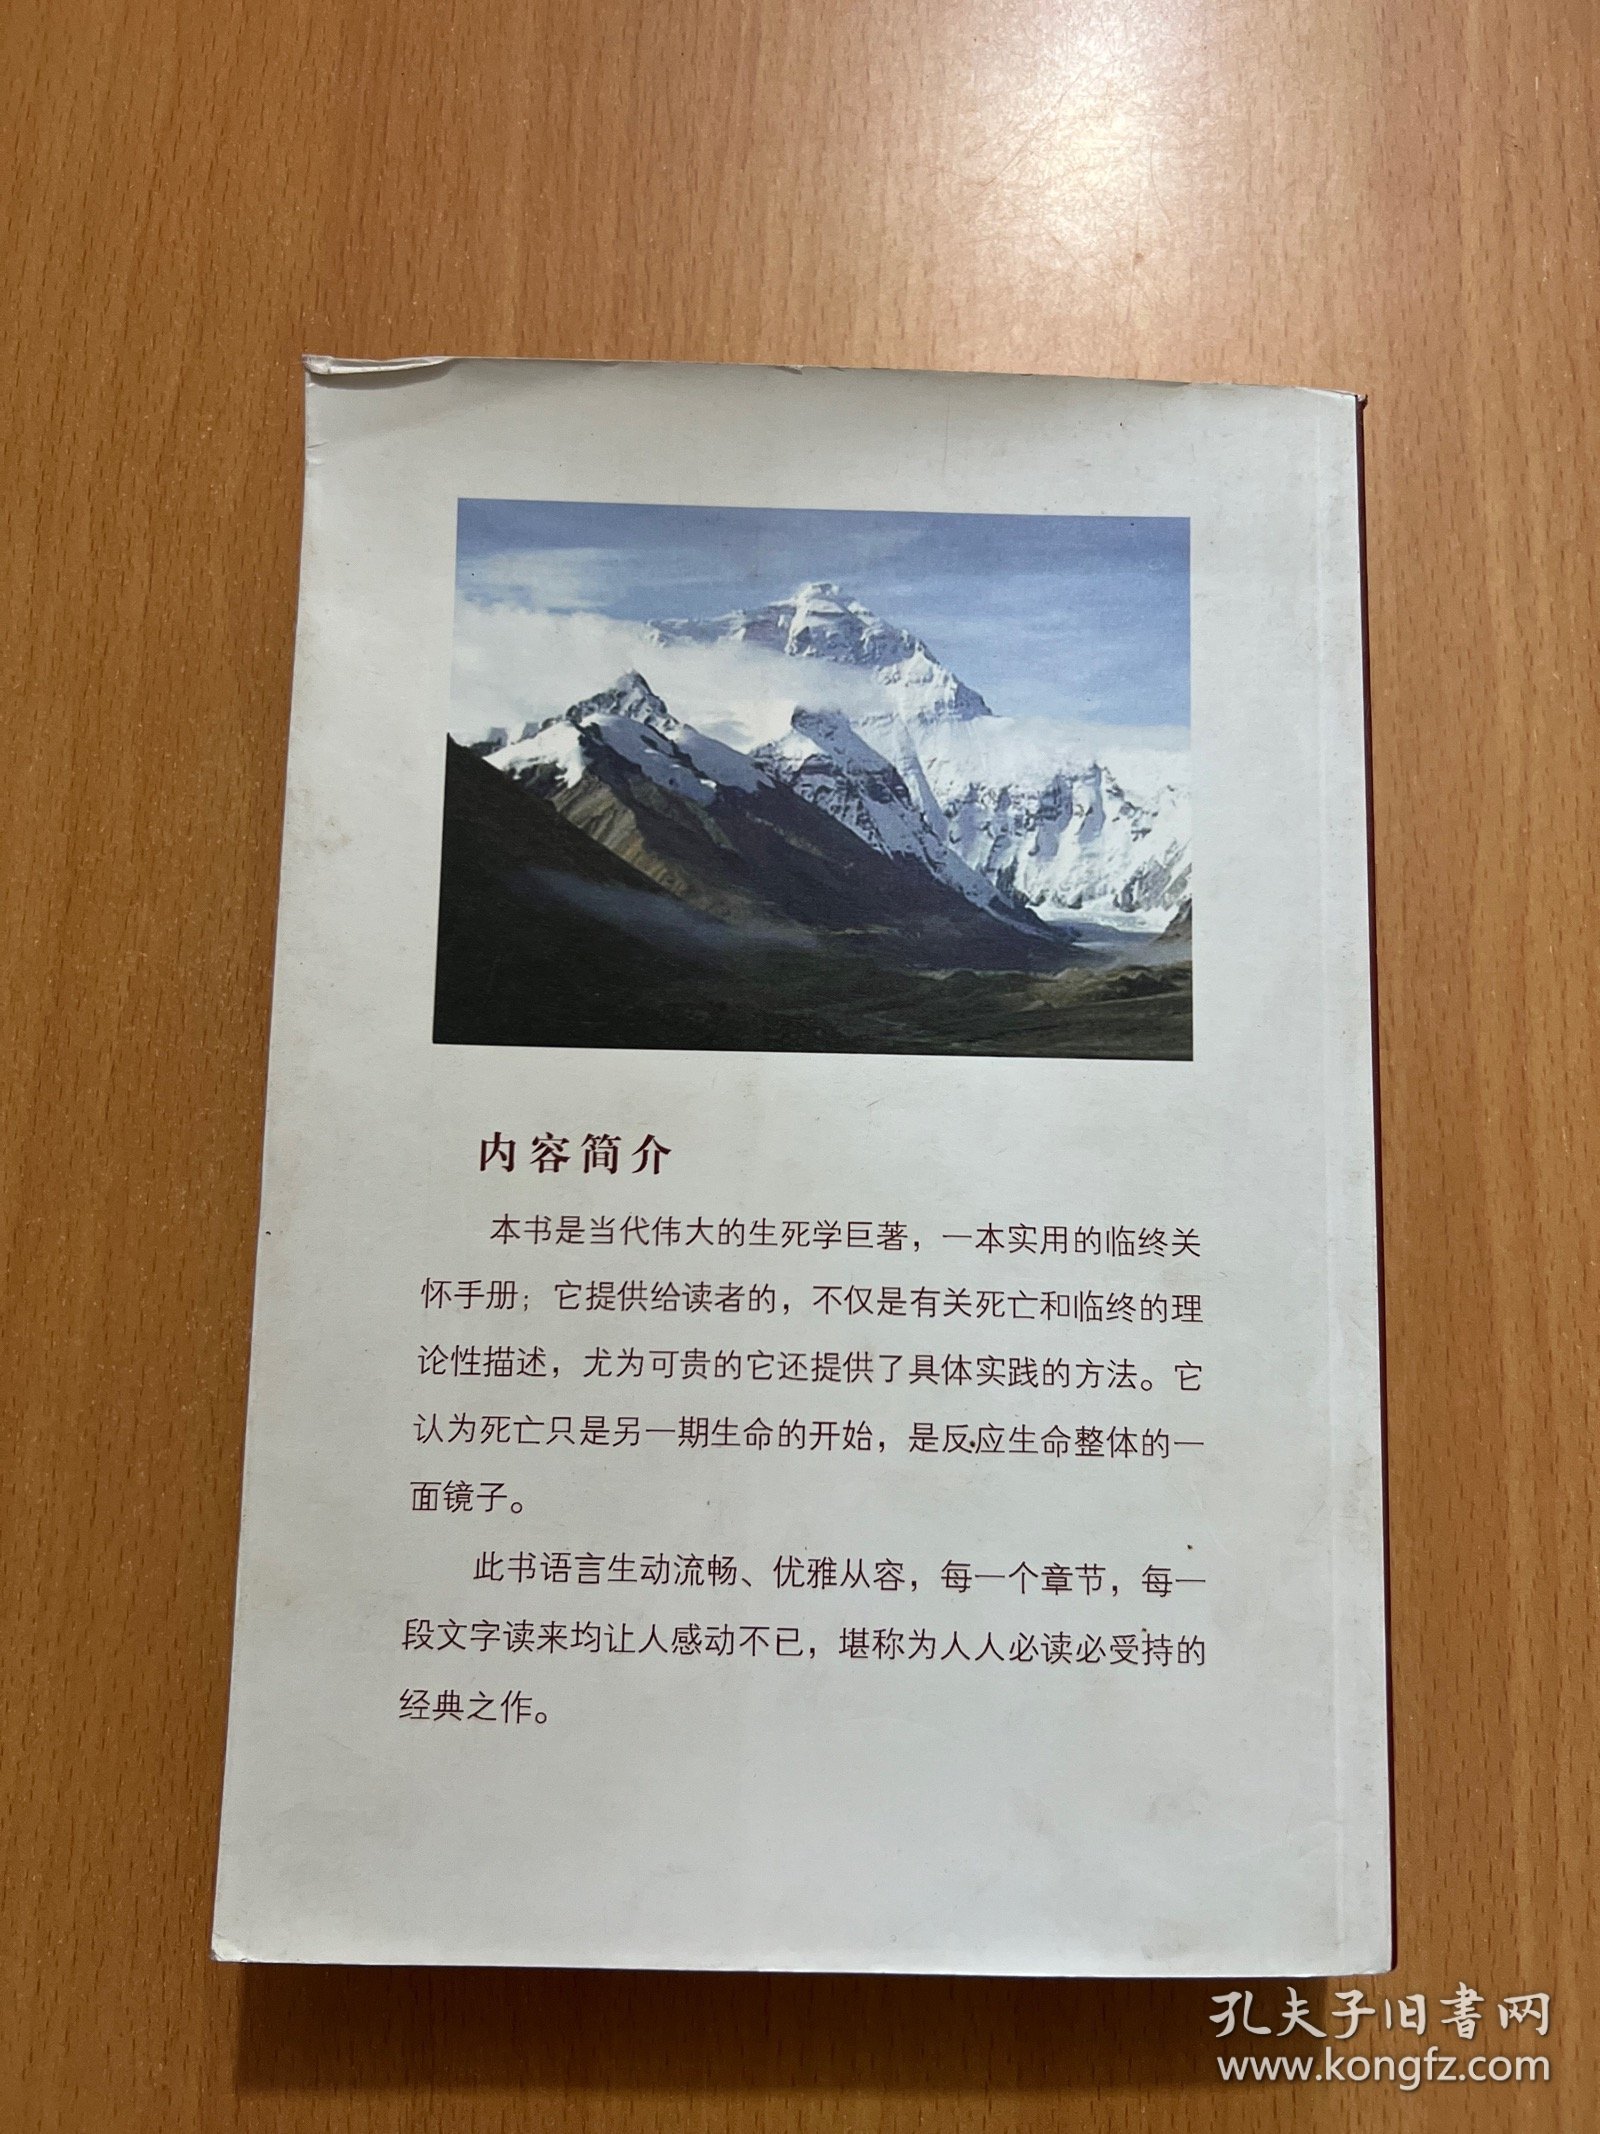 内容简介
本书是当代伟大的生死学巨著，一本实用的临终关
怀手册；它提供给读者的，不仅是有关死亡和临终的理
论性描述，尤为可贵的它还提供了具体实践的方法。它
认为死亡只是另一期生命的开始，是反应生命整体的一
面镜子。
此书语言生动流畅、优雅从容，每一个章节，每一
段文字读来均让人感动不已，堪称为人人必读必受持的
经典之作。
孔夫子旧書网
www.kongfz.com